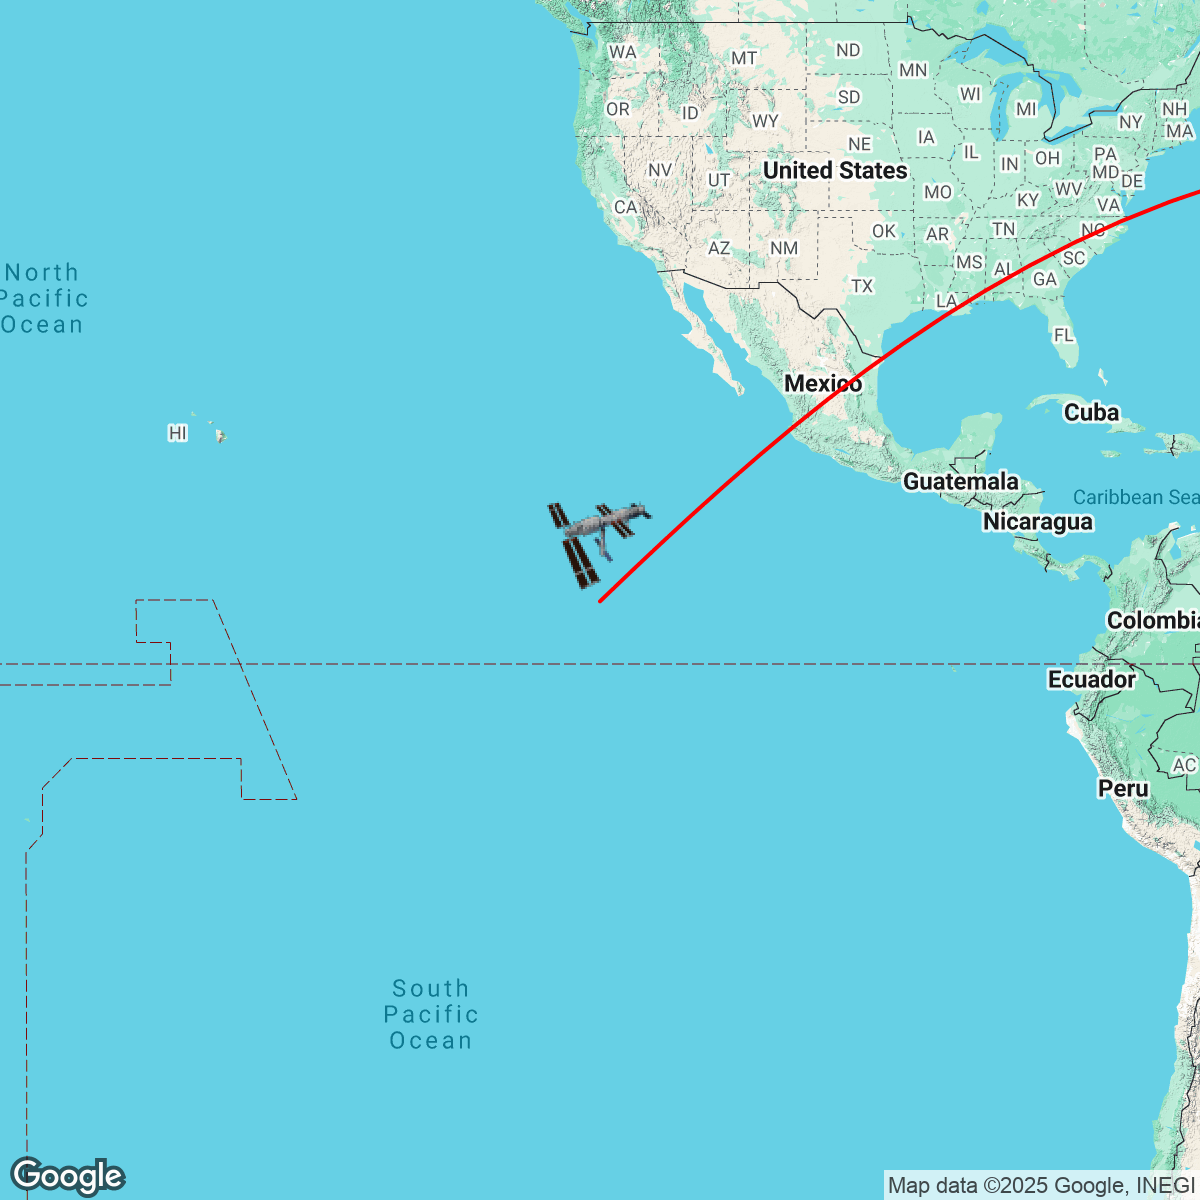 WA
MT
ND
MN
OR
ID
SD
WI
MI
NH
WY
NY
MA
NE
IA
IL
IN
OH
PA
NV
UT
United States
MD
DE
MO
WV
KY
CA
VA
AZ
NM
OK
AR
TN
NC
MS
AL
SC
TX
GA
LA
FL
North
Pacific
Ocean
HI
Mexico
Cuba
Guatemala
Caribbean Sea
Nicaragua
Colombia
Ecuador
AC
Peru
South
Pacific
Ocean
Google
Map data ©2025 Google, INEGI